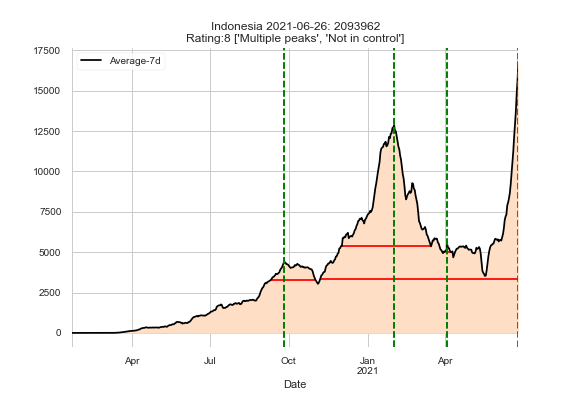 Indonesia 2021-06-26: 2093962
Rating:8 ['Multiple peaks', 'Not in control']
Average-7d
17500
15000
12500
10000
7500
5000
2500
0
Apr
Jul
Oct
Jan
2021
Apr
Date